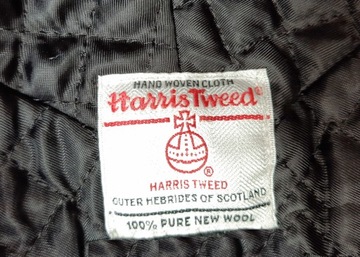 HAND WOVEN CLOTH
Harris Tweed®
®
HARRIS TWEED
OUTER HEBRIDES OF SCOTLAND
100% PURE NEW WOOL